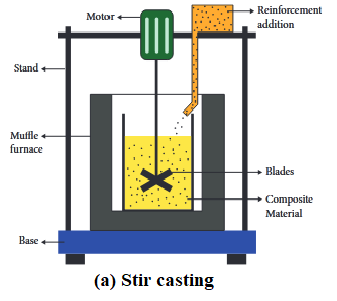 Motor
Reinforcement
addition
Stand
Muffle
furnace
Blades
Composite
Material
Base
(a) Stir casting